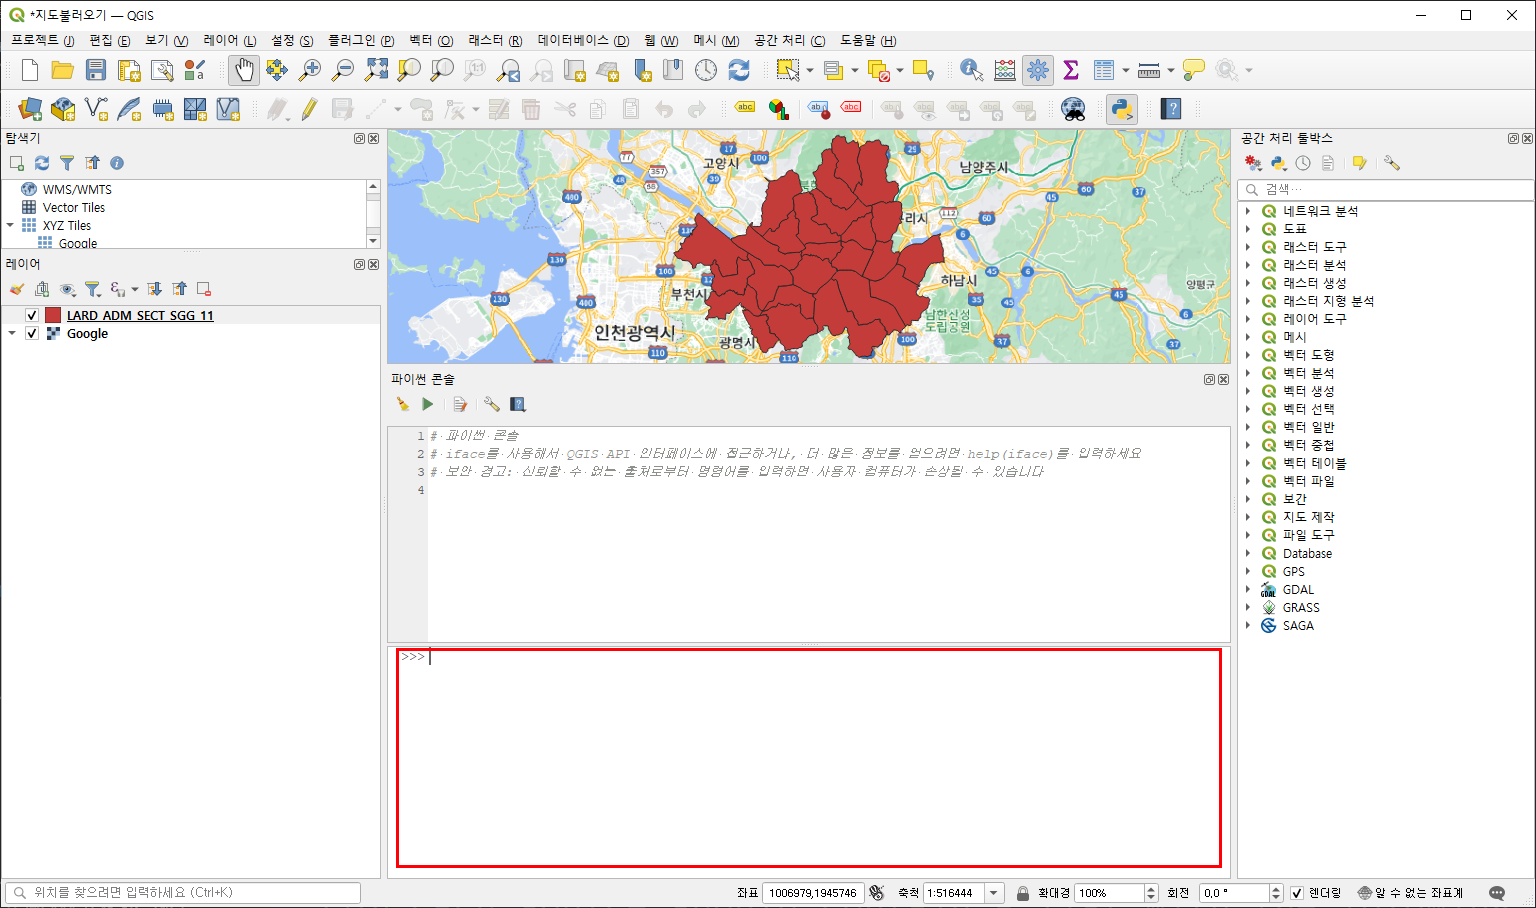 *지도불러오기 — QGIS
프로젝트 (J) 편집 (E) 보기 (V) 레이어 (L) 설정 (S) 플러그인 (P) 벡터 (O) 래스터 (R) 데이터베이스 (D) 웹 (W) 메시 (M) 공간 처리 (C) 도움말 (H)
탐색기
WMS/WMTS
Vector Tiles
XYZ Tiles
Google
레이어
LARD_ADM_SECT_SGG_11
Google
고양시
남양주시
리시
하남시
부천시
인천광역시
광명시
남한산성
도립공원
양평군
파이썬 콘솔
1 # 파이썬 콘솔
2 # iface를 사용해서 QGIS API 인터페이스에 접근하거나, 더 많은 정보를 얻으려면 help(iface)를 입력하세요
3 # 보안 경고: 신뢰할 수 없는 출처로부터 명령어를 입력하면 사용자 컴퓨터가 손상될 수 있습니다
4
>>>
공간 처리 툴박스
검색…
네트워크 분석
도표
래스터 도구
래스터 분석
래스터 생성
래스터 지형 분석
레이어 도구
메시
벡터 도형
벡터 분석
벡터 생성
벡터 선택
벡터 일반
벡터 중첩
벡터 테이블
벡터 파일
보간
지도 제작
파일 도구
Database
GPS
GDAL
GRASS
SAGA
위치를 찾으려면 입력하세요 (Ctrl+K)
좌표 1006979,1945746 축척 1:516444 확대경 100% 회전 0,0 ° 렌더링 알 수 없는 좌표계